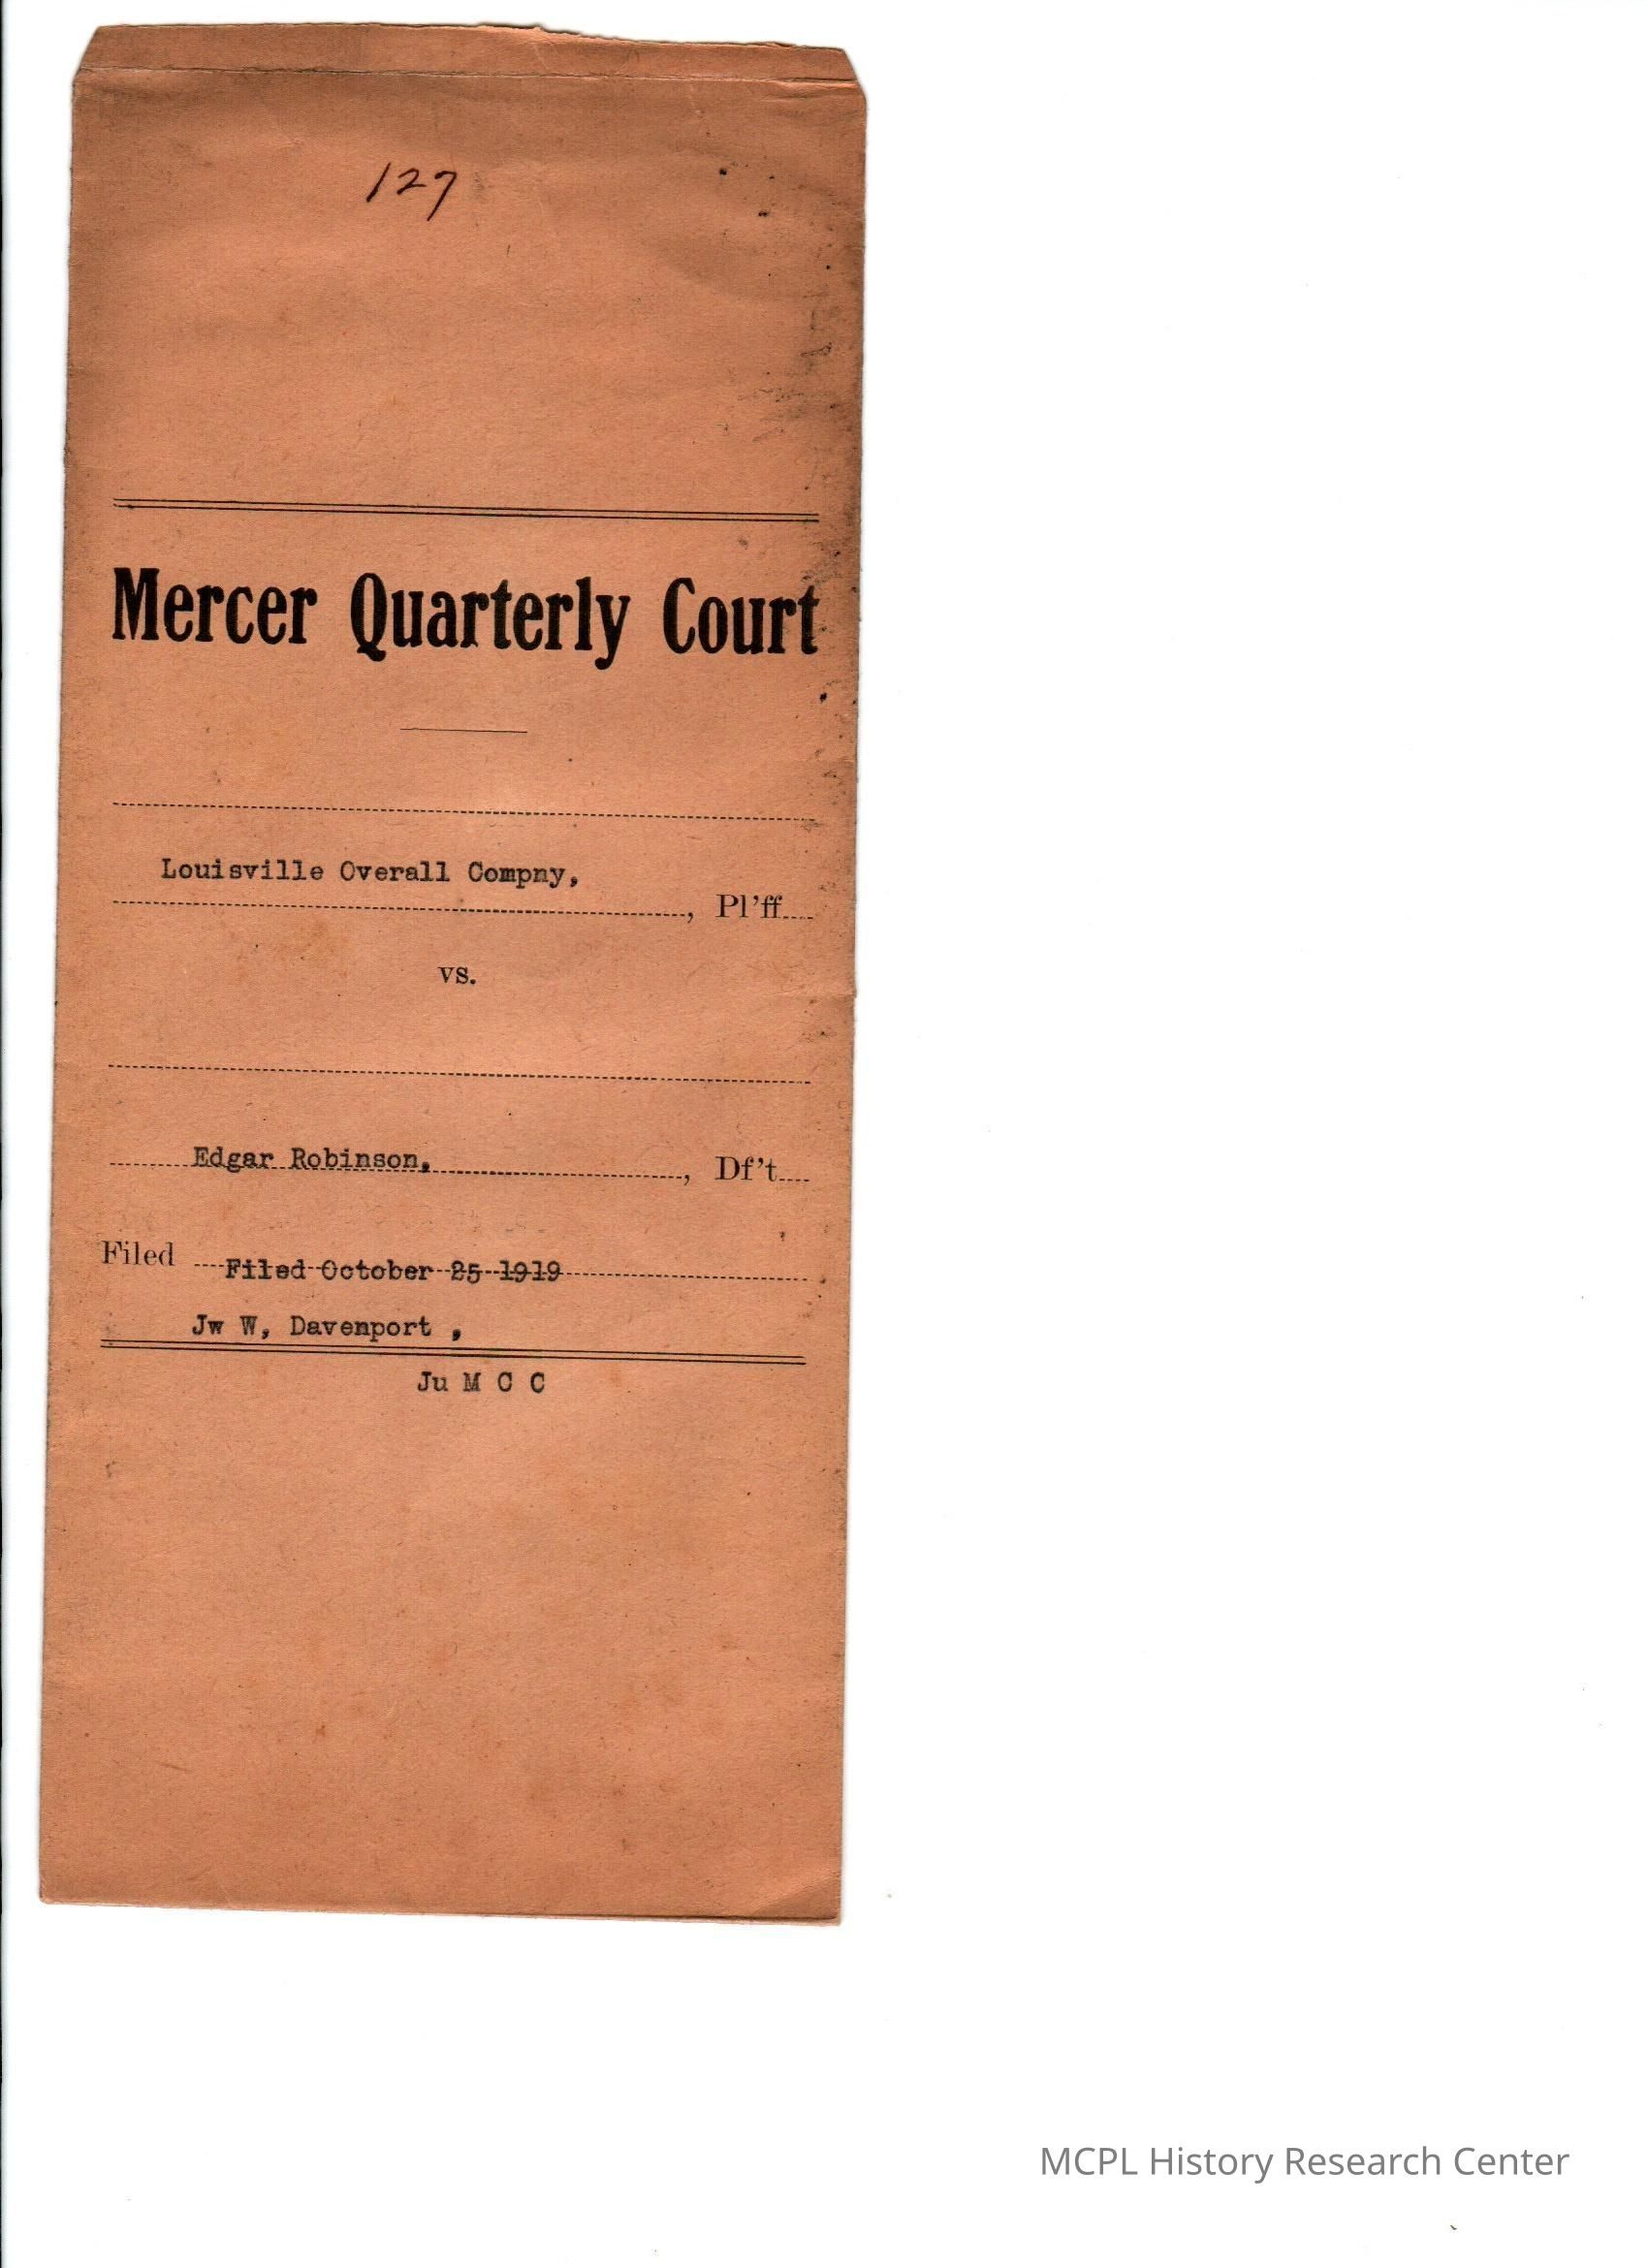 127
Mercer Quarterly Court
Louisville Overall Compny,
, Pl'ff
vs.
Edgar Robinson, , Df't
Filed Filed October 25 1919
Jw W, Davenport ,
Ju M C C
MCPL History Research Center